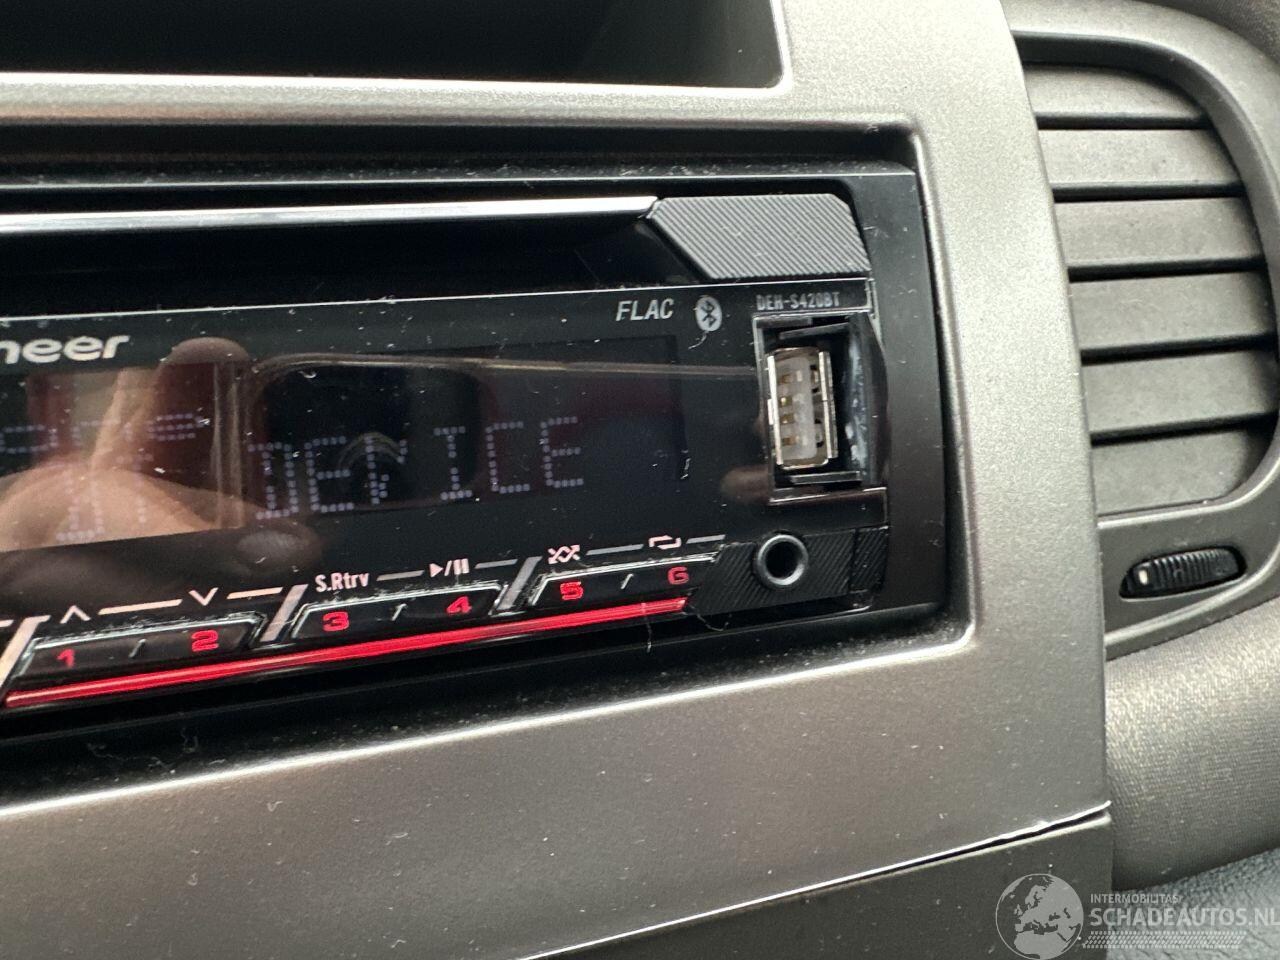 FLAC
DEH-S420BT
neer
DEVICE
S.Rtrv
1 / 2
3 / 4
5 / 6
INTERMOBILITAS
SCHADEAUTOS.NL